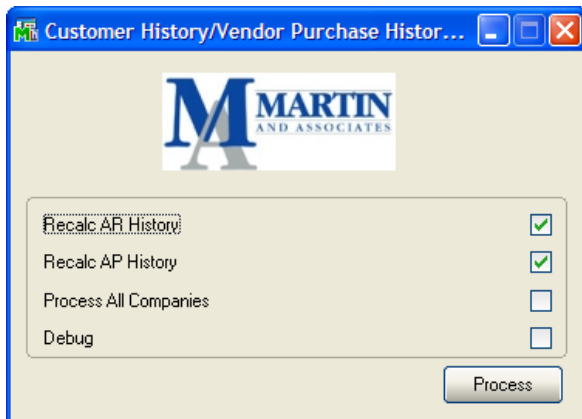 Customer History/Vendor Purchase Histor...
MA MARTIN
AND ASSOCIATES
Recalc AR History
Recalc AP History
Process All Companies
Debug
Process